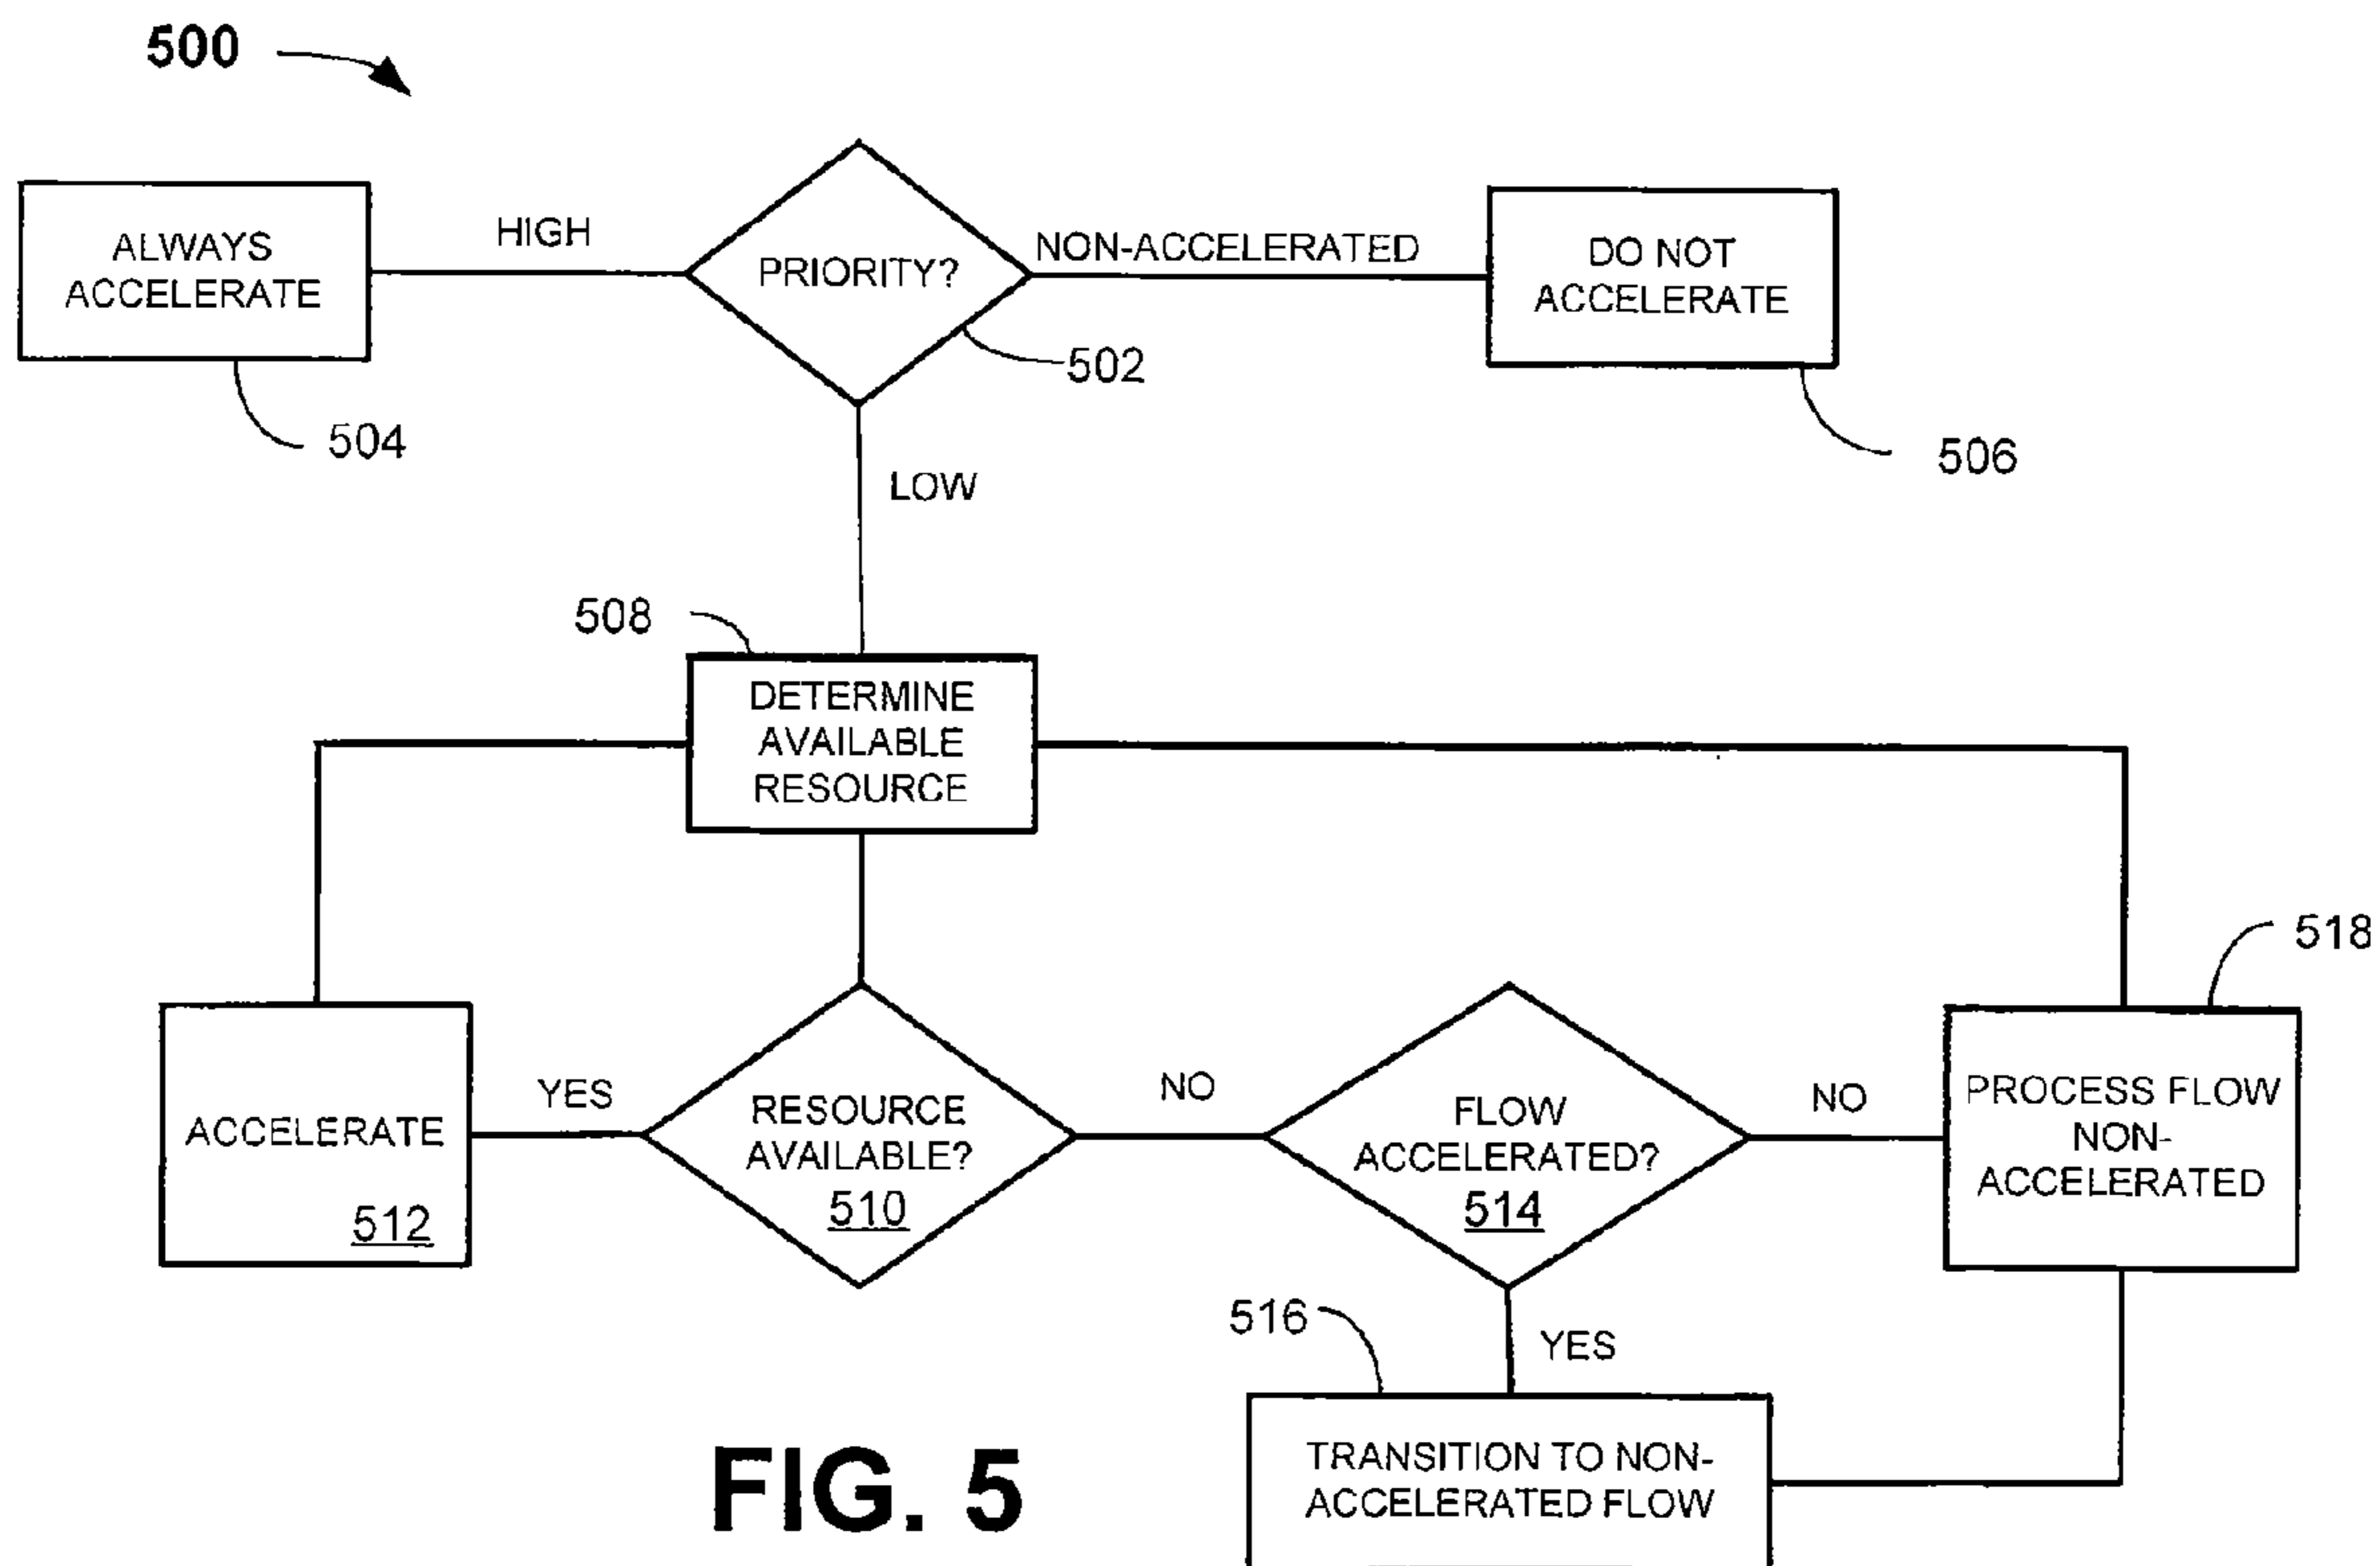 500
ALWAYS
ACCELERATE
HIGH
PRIORITY?
NON-ACCELERATED
DO NOT
ACCELERATE
502
504
506
LOW
508
DETERMINE
AVAILABLE
RESOURCE
518
ACCELERATE
512
YES
RESOURCE
AVAILABLE?
510
NO
FLOW
ACCELERATED?
514
NO
PROCESS FLOW
NON-
ACCELERATED
516
YES
TRANSITION TO NON-
ACCELERATED FLOW
FIG. 5